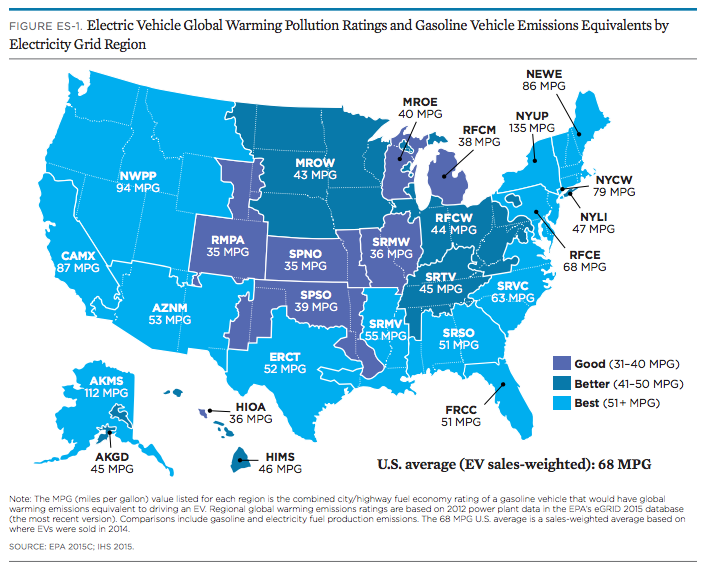 FIGURE ES-1. Electric Vehicle Global Warming Pollution Ratings and Gasoline Vehicle Emissions Equivalents by
Electricity Grid Region
NEWE
86 MPG
MROE
40 MPG
NYUP
135 MPG
RFCM
38 MPG
MROW
43 MPG
NWPP
94 MPG
NYCW
79 MPG
NYLI
47 MPG
RFCW
44 MPG
RMPA
35 MPG
SPNO
35 MPG
SRMW
36 MPG
RFCE
68 MPG
CAMX
87 MPG
SRTV
45 MPG
SRVC
63 MPG
SPSO
39 MPG
AZNM
53 MPG
SRMV
55 MPG
SRSO
51 MPG
ERCT
52 MPG
Good (31–40 MPG)
Better (41–50 MPG)
Best (51+ MPG)
AKMS
112 MPG
HIOA
36 MPG
FRCC
51 MPG
AKGD
45 MPG
HIMS
46 MPG
U.S. average (EV sales-weighted): 68 MPG
Note: The MPG (miles per gallon) value listed for each region is the combined city/highway fuel economy rating of a gasoline vehicle that would have global
warming emissions equivalent to driving an EV. Regional global warming emissions ratings are based on 2012 power plant data in the EPA's eGRID 2015 database
(the most recent version). Comparisons include gasoline and electricity fuel production emissions. The 68 MPG U.S. average is a sales-weighted average based on
where EVs were sold in 2014.
SOURCE: EPA 2015C; IHS 2015.